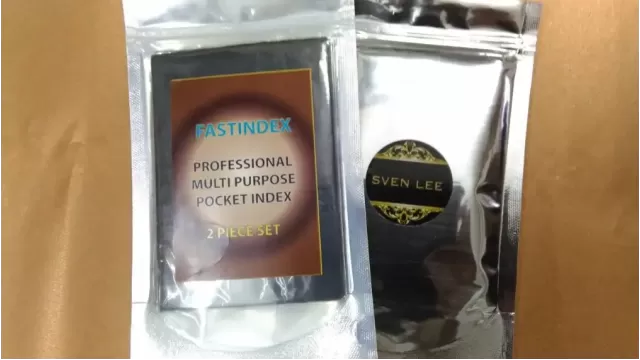 FASTINDEX
PROFESSIONAL
MULTI PURPOSE
POCKET INDEX
2 PIECE SET
SVEN LEE